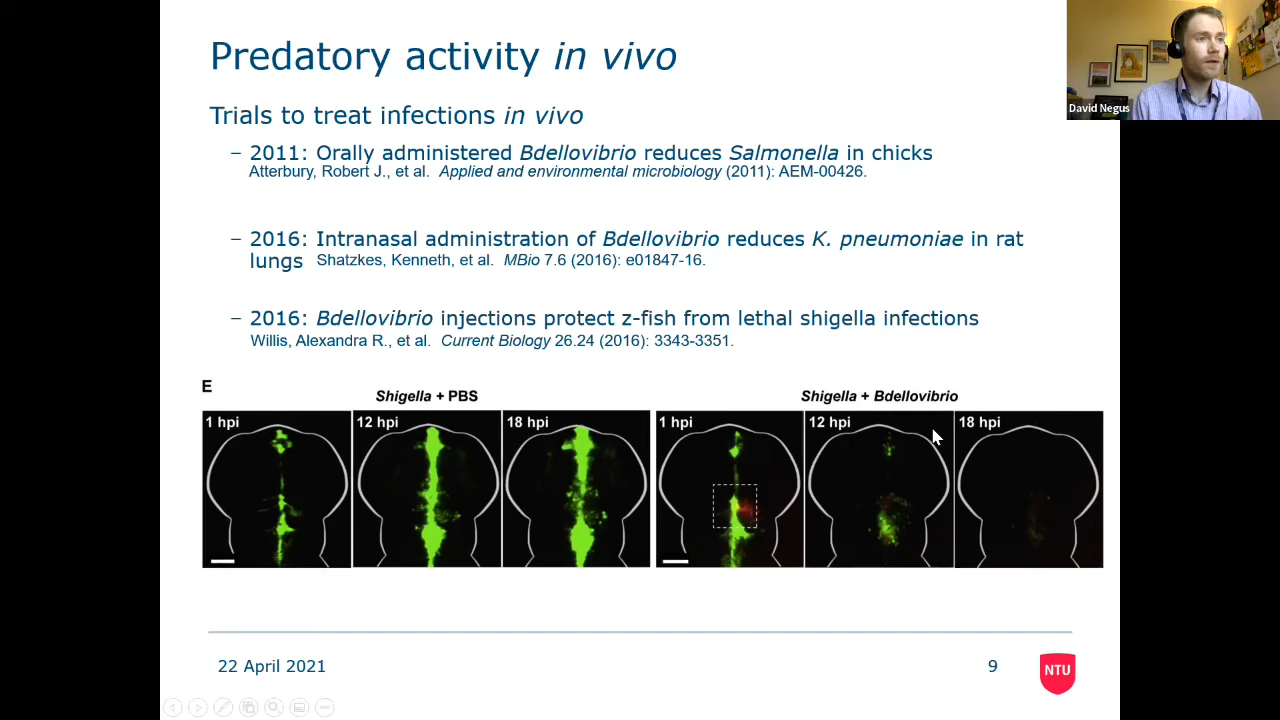 Predatory activity in vivo
David Negus
Trials to treat infections in vivo
– 2011: Orally administered Bdellovibrio reduces Salmonella in chicks
Atterbury, Robert J., et al. Applied and environmental microbiology (2011): AEM-00426.
– 2016: Intranasal administration of Bdellovibrio reduces K. pneumoniae in rat
lungs Shatzkes, Kenneth, et al. MBio 7.6 (2016): e01847-16.
– 2016: Bdellovibrio injections protect z-fish from lethal shigella infections
Willis, Alexandra R., et al. Current Biology 26.24 (2016): 3343-3351.
E
Shigella + PBS
Shigella + Bdellovibrio
1 hpi 12 hpi 18 hpi 1 hpi 12 hpi 18 hpi
22 April 2021
9
NTU